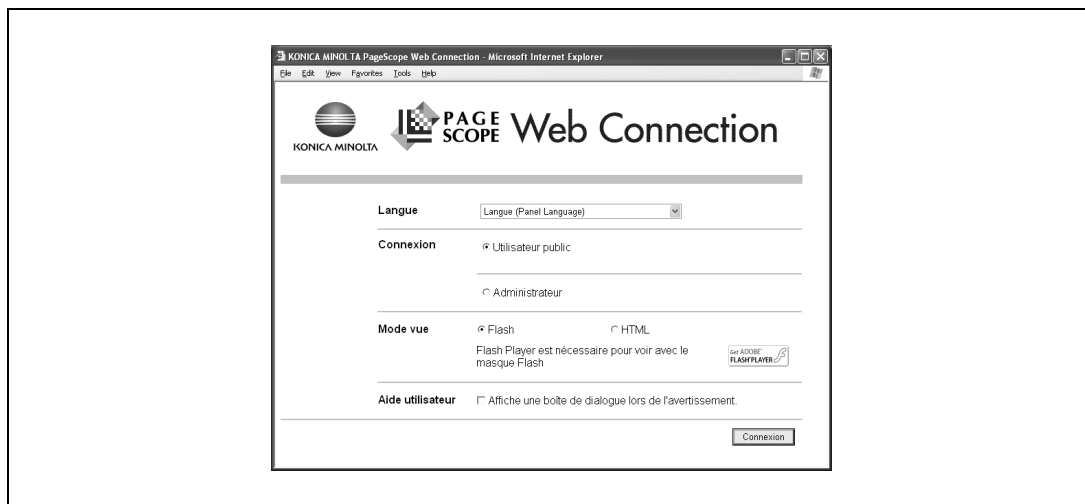 KONICA MINOLTA PageScope Web Connection - Microsoft Internet Explorer
File Edit View Favorites Tools Help
KONICA MINOLTA
PAGE SCOPE Web Connection
Langue
Langue (Panel Language)
Connexion
Utilisateur public
Administrateur
Mode vue
Flash
HTML
Flash Player est nécessaire pour voir avec le
masque Flash
Get ADOBE
FLASH PLAYER
Aide utilisateur
Affiche une boîte de dialogue lors de l'avertissement.
Connexion